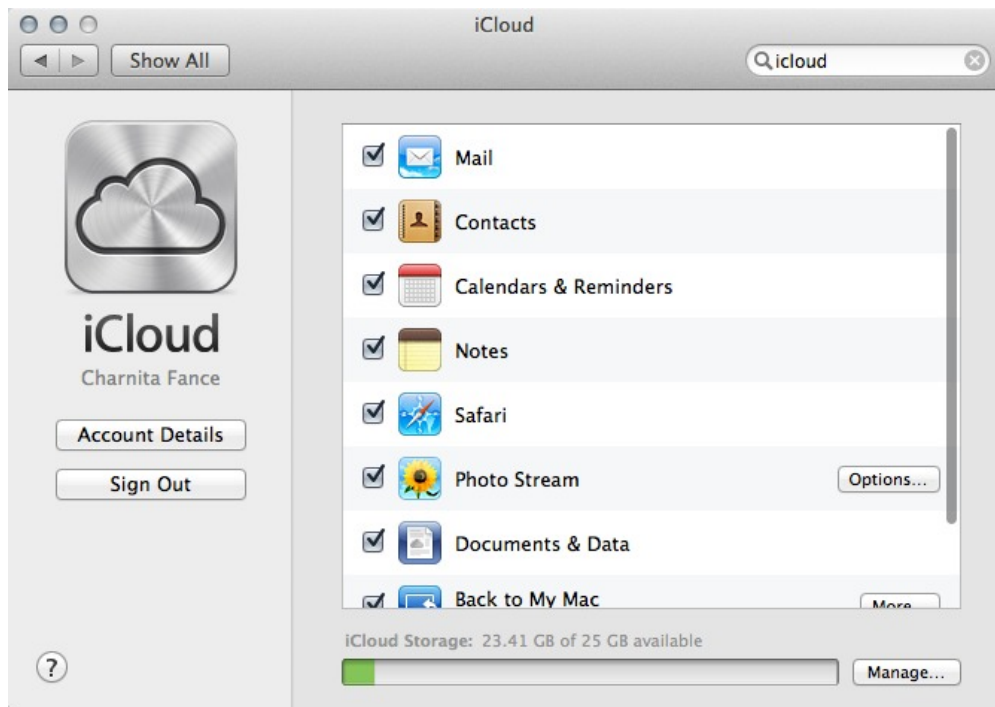 iCloud
Show All
icloud
iCloud
Charnita Fance
Account Details
Sign Out
Mail
Contacts
Calendars & Reminders
Notes
Safari
Photo Stream
Options...
Documents & Data
Back to My Mac
More...
iCloud Storage: 23.41 GB of 25 GB available
?
Manage...